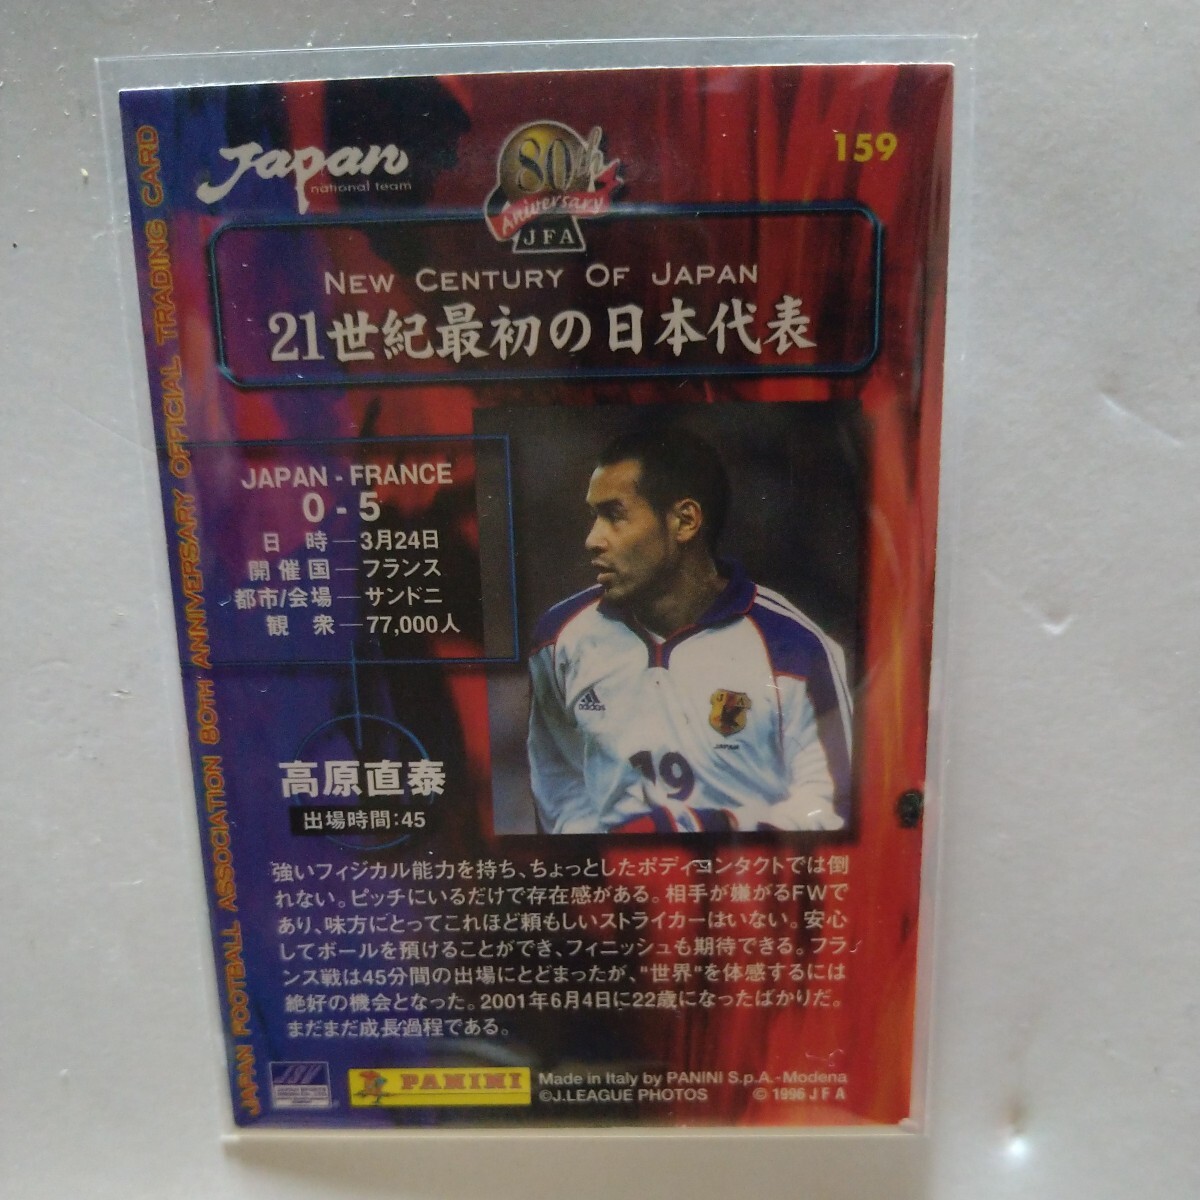 Japan
national team
80th
Aniversary
JFA
159
NEW CENTURY OF JAPAN
21世紀最初の日本代表
JAPAN - FRANCE
0 - 5
日 時―3月24日
開催国―フランス
都市/会場―サンドニ
観 衆―77,000人
adidas
JFA
JAPAN
19
高原直泰
出場時間:45
強いフィジカル能力を持ち、ちょっとしたボディコンタクトでは倒
れない。ピッチにいるだけで存在感がある。相手が嫌がるFWで
あり、味方にとってこれほど頼もしいストライカーはいない。安心
してボールを預けることができ、フィニッシュも期待できる。フラ
ンス戦は45分間の出場にとどまったが、"世界"を体感するには
絶好の機会となった。2001年6月4日に22歳になったばかりだ。
まだまだ成長過程である。
PANINI
Made in Italy by PANINI S.p.A.-Modena
©J.LEAGUE PHOTOS © 1996 J F A
JAPAN FOOTBALL ASSOCIATION 80TH ANNIVERSARY OFFICIAL TRADING CARD